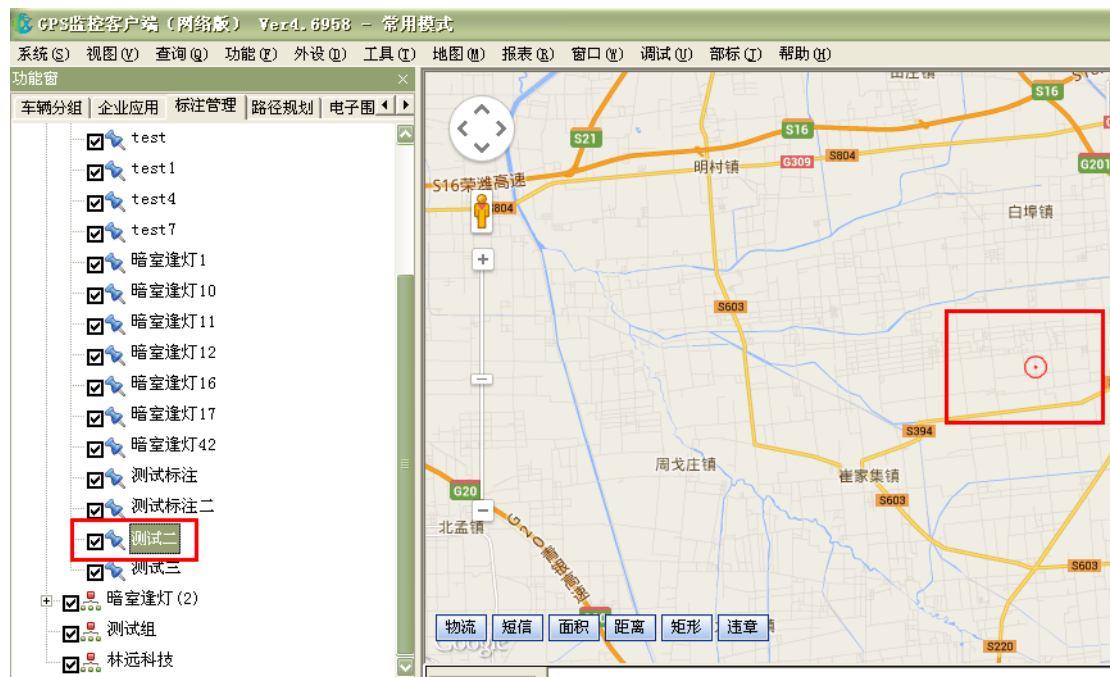 GPS监控客户端（网络版） Ver4.6958 - 常用模式
系统(S) 视图(V) 查询(Q) 功能(F) 外设(D) 工具(T) 地图(M) 报表(R) 窗口(W) 调试(U) 部标(J) 帮助(H)
功能窗
车辆分组 企业应用 标注管理 路径规划 电子围
test
test1
test4
test7
暗室逢灯1
暗室逢灯10
暗室逢灯11
暗室逢灯12
暗室逢灯16
暗室逢灯17
暗室逢灯42
测试标注
测试标注二
测试二
测试三
暗室逢灯(2)
测试组
林远科技
S16
S21
S16
明村镇
G309
S804
G201
S16荣潍高速
S804
白埠镇
S603
S394
周戈庄镇
崔家集镇
G20
S603
北孟镇
G20青银高速
S603
物流 短信 面积 距离 矩形 违章
Google
S220